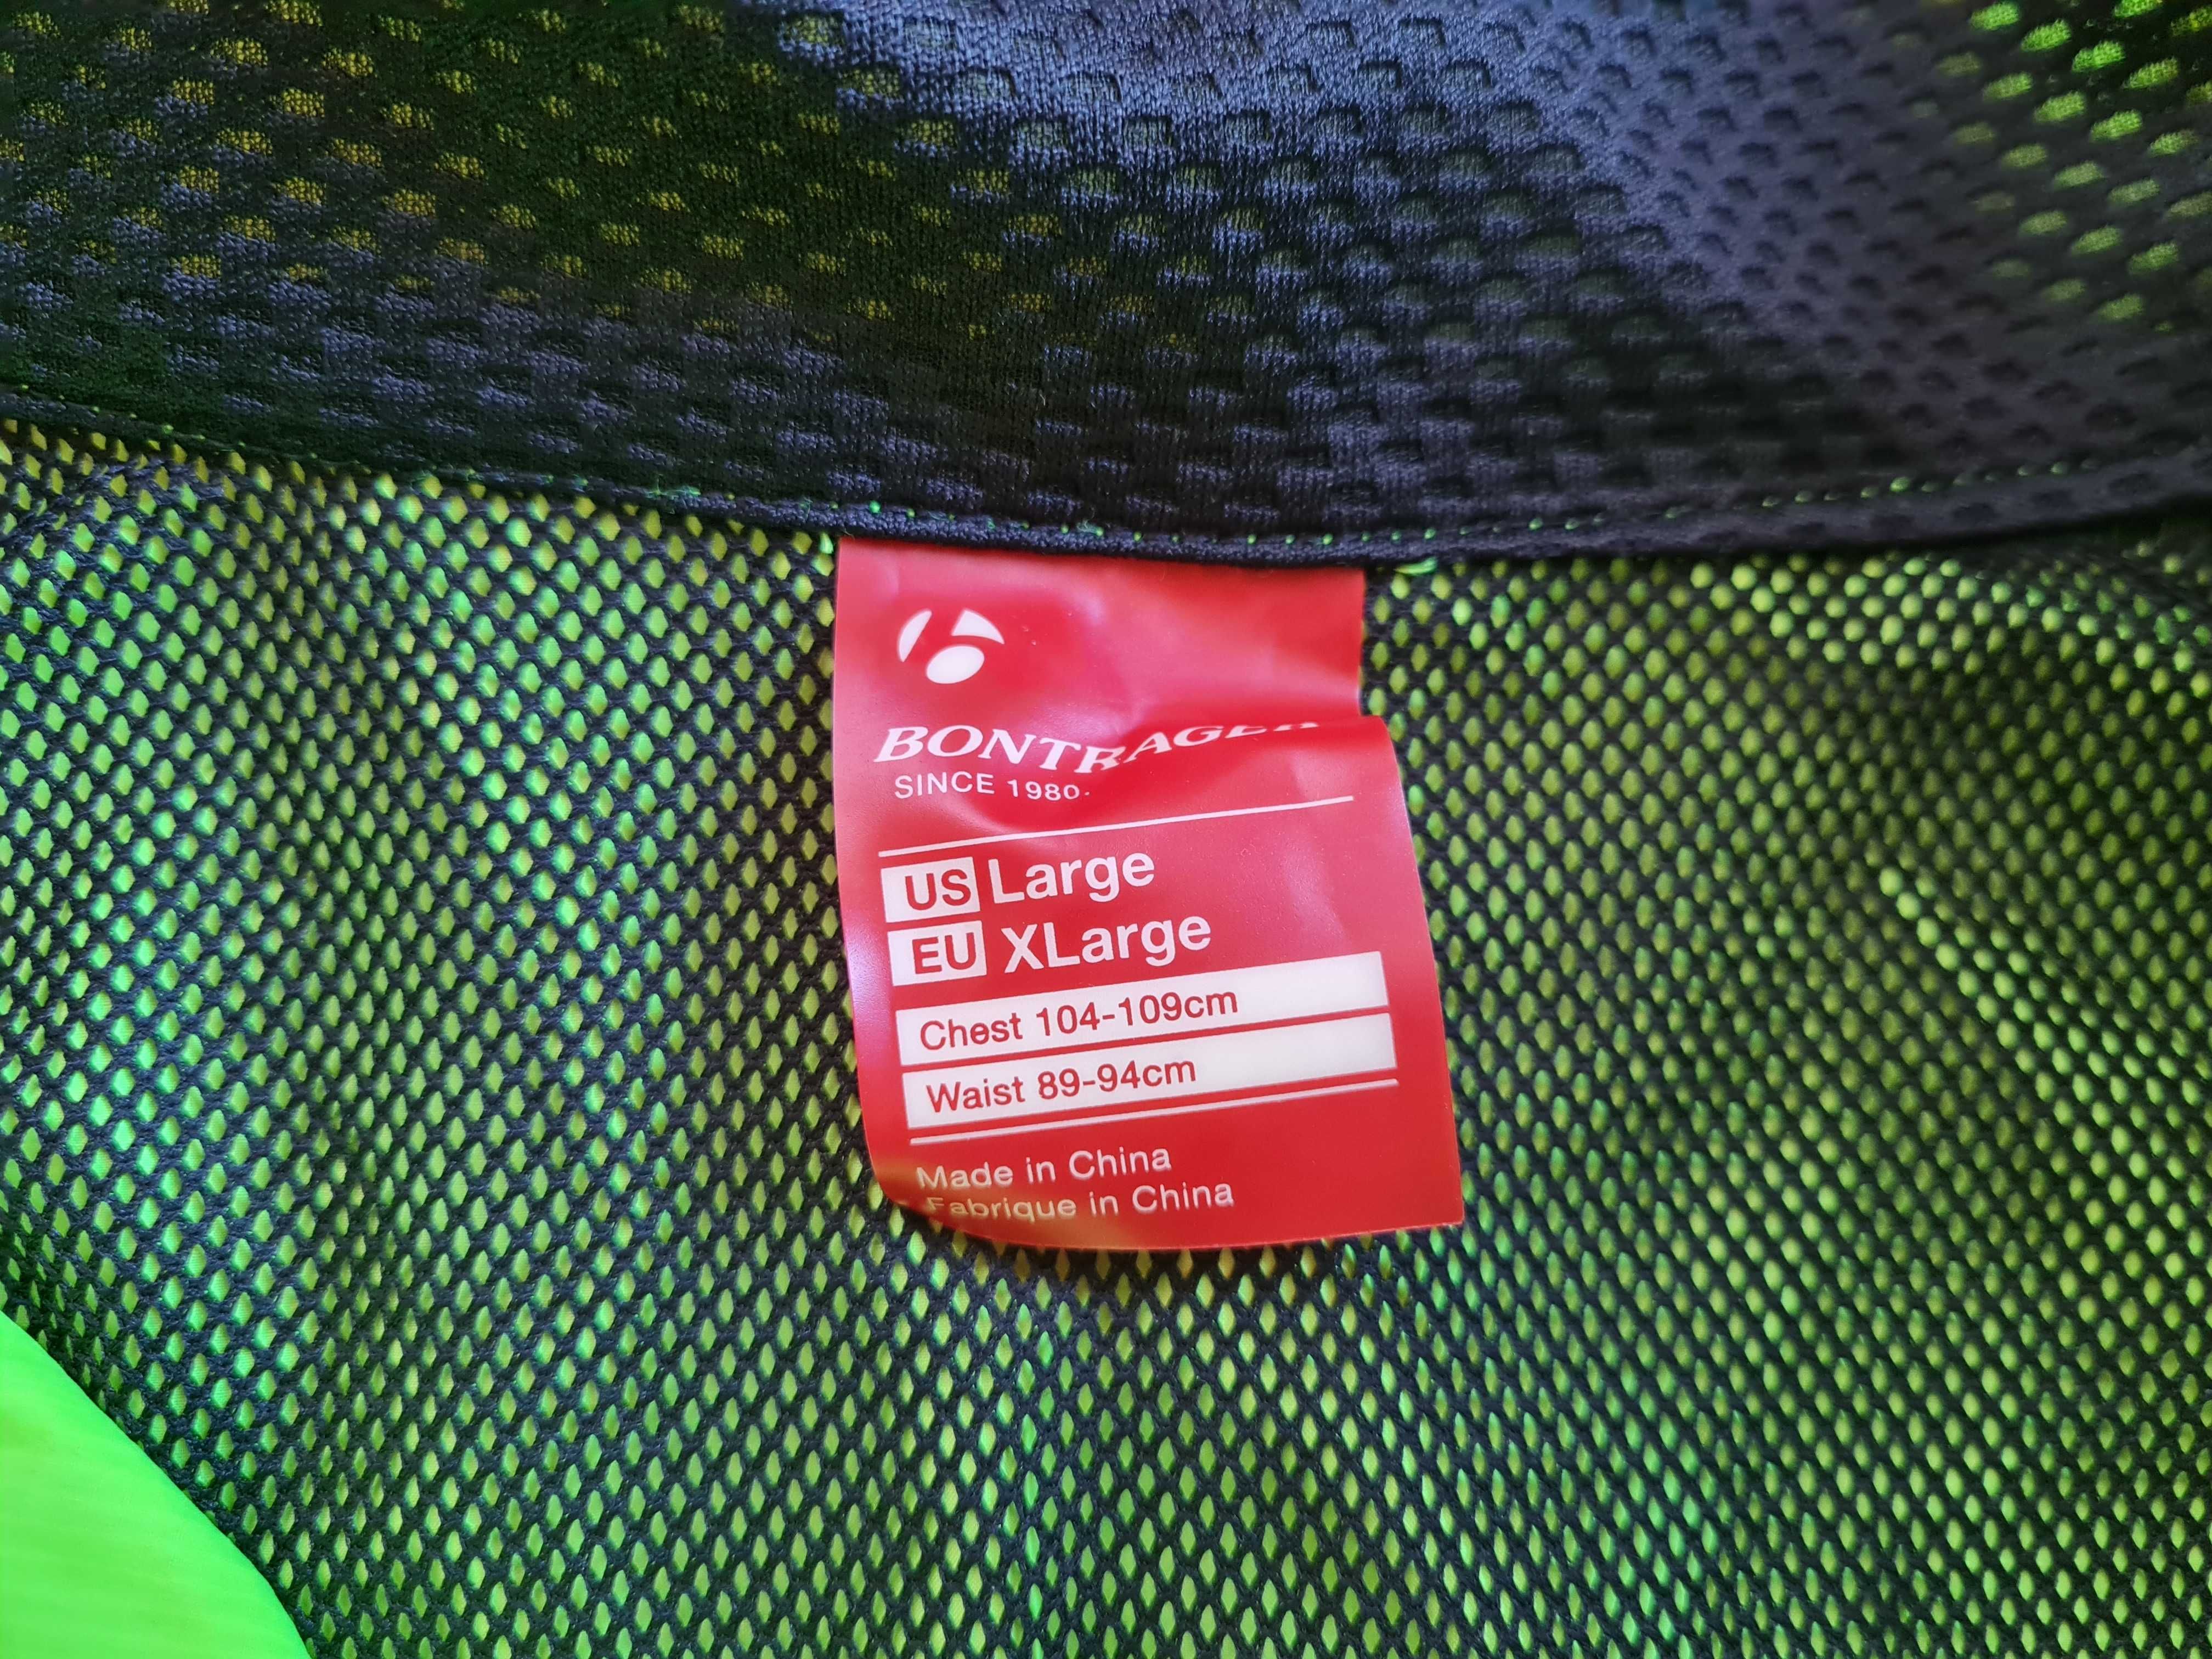 BONTRAGER
SINCE 1980
US Large
EU XLarge
Chest 104-109cm
Waist 89-94cm
Made in China
Fabrique in China